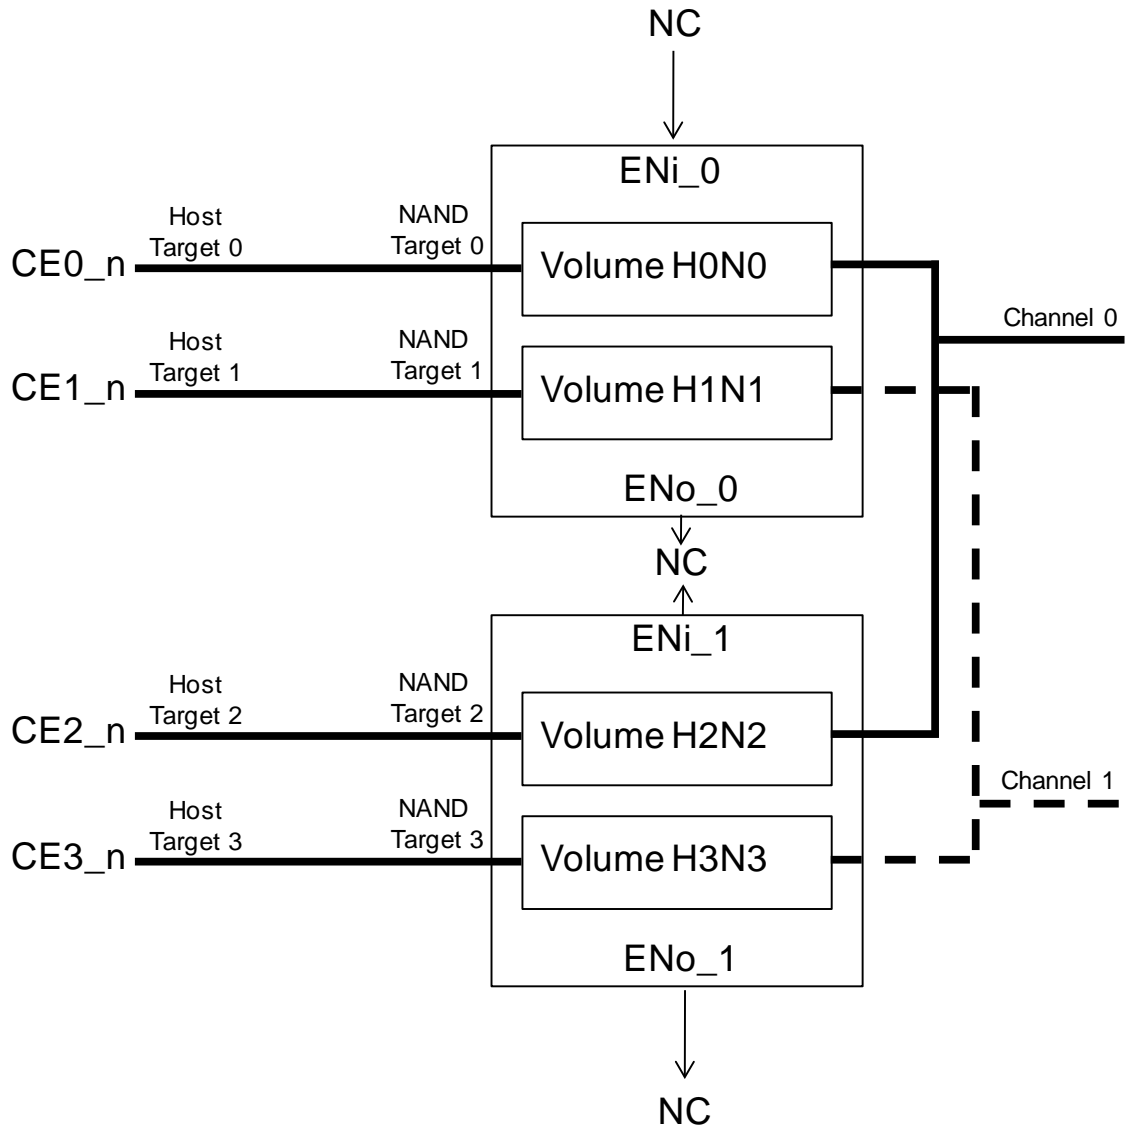 NC
ENi_0
Host
Target 0
NAND
Target 0
CE0_n
Volume H0N0
Channel 0
Host
Target 1
NAND
Target 1
CE1_n
Volume H1N1
ENo_0
NC
ENi_1
Host
Target 2
NAND
Target 2
CE2_n
Volume H2N2
Channel 1
Host
Target 3
NAND
Target 3
CE3_n
Volume H3N3
ENo_1
NC